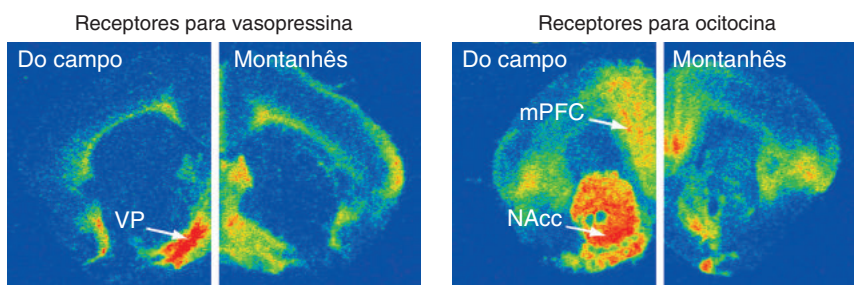 Receptores para vasopressina
Do campo
Montanhês
VP
Receptores para ocitocina
Do campo
Montanhês
mPFC
NAcc